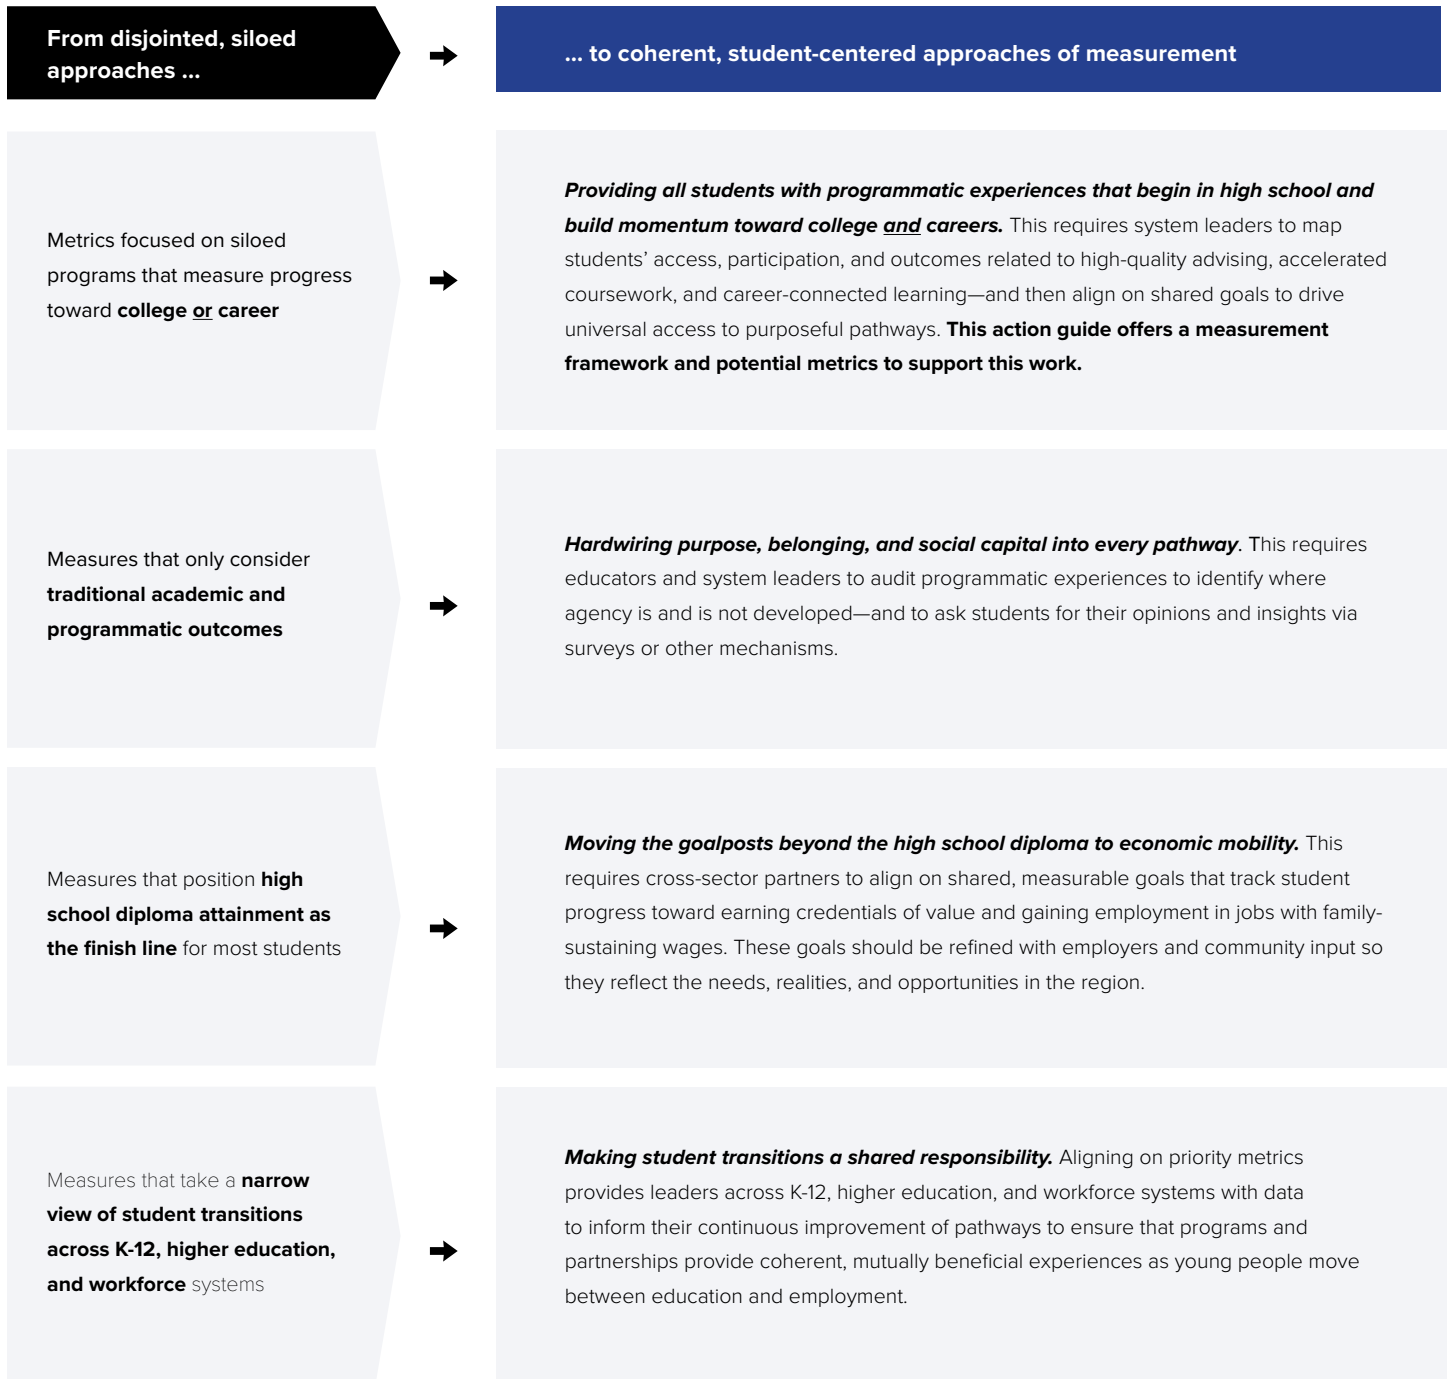 From disjointed, siloed
approaches ...
... to coherent, student-centered approaches of measurement
Metrics focused on siloed
programs that measure progress
toward college or career
Providing all students with programmatic experiences that begin in high school and
build momentum toward college and careers. This requires system leaders to map
students’ access, participation, and outcomes related to high-quality advising, accelerated
coursework, and career-connected learning—and then align on shared goals to drive
universal access to purposeful pathways. This action guide offers a measurement
framework and potential metrics to support this work.
Measures that only consider
traditional academic and
programmatic outcomes
Hardwiring purpose, belonging, and social capital into every pathway. This requires
educators and system leaders to audit programmatic experiences to identify where
agency is and is not developed—and to ask students for their opinions and insights via
surveys or other mechanisms.
Measures that position high
school diploma attainment as
the finish line for most students
Moving the goalposts beyond the high school diploma to economic mobility. This
requires cross-sector partners to align on shared, measurable goals that track student
progress toward earning credentials of value and gaining employment in jobs with family-
sustaining wages. These goals should be refined with employers and community input so
they reflect the needs, realities, and opportunities in the region.
Measures that take a narrow
view of student transitions
across K-12, higher education,
and workforce systems
Making student transitions a shared responsibility. Aligning on priority metrics
provides leaders across K-12, higher education, and workforce systems with data
to inform their continuous improvement of pathways to ensure that programs and
partnerships provide coherent, mutually beneficial experiences as young people move
between education and employment.